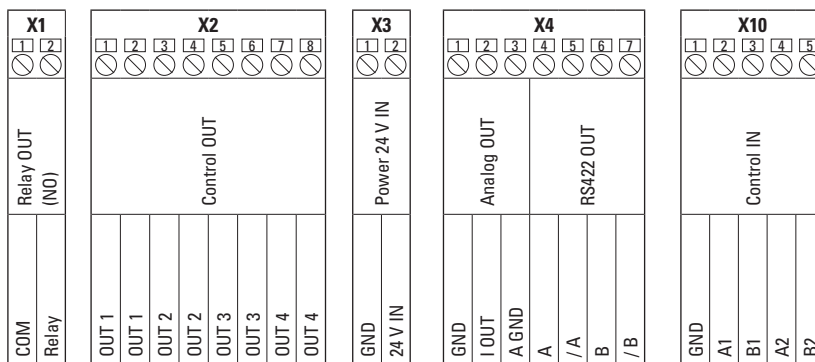 X1
1 2
Relay OUT
(NO)
COM
Relay
X2
1 2 3 4 5 6 7 8
Control OUT
OUT 1
OUT 1
OUT 2
OUT 2
OUT 3
OUT 3
OUT 4
OUT 4
X3
1 2
Power 24 V IN
GND
24 V IN
X4
1 2 3 4 5 6 7
Analog OUT
RS422 OUT
GND
I OUT
A GND
A
/ A
B
/ B
X10
1 2 3 4 5
Control IN
GND
A1
B1
A2
B2